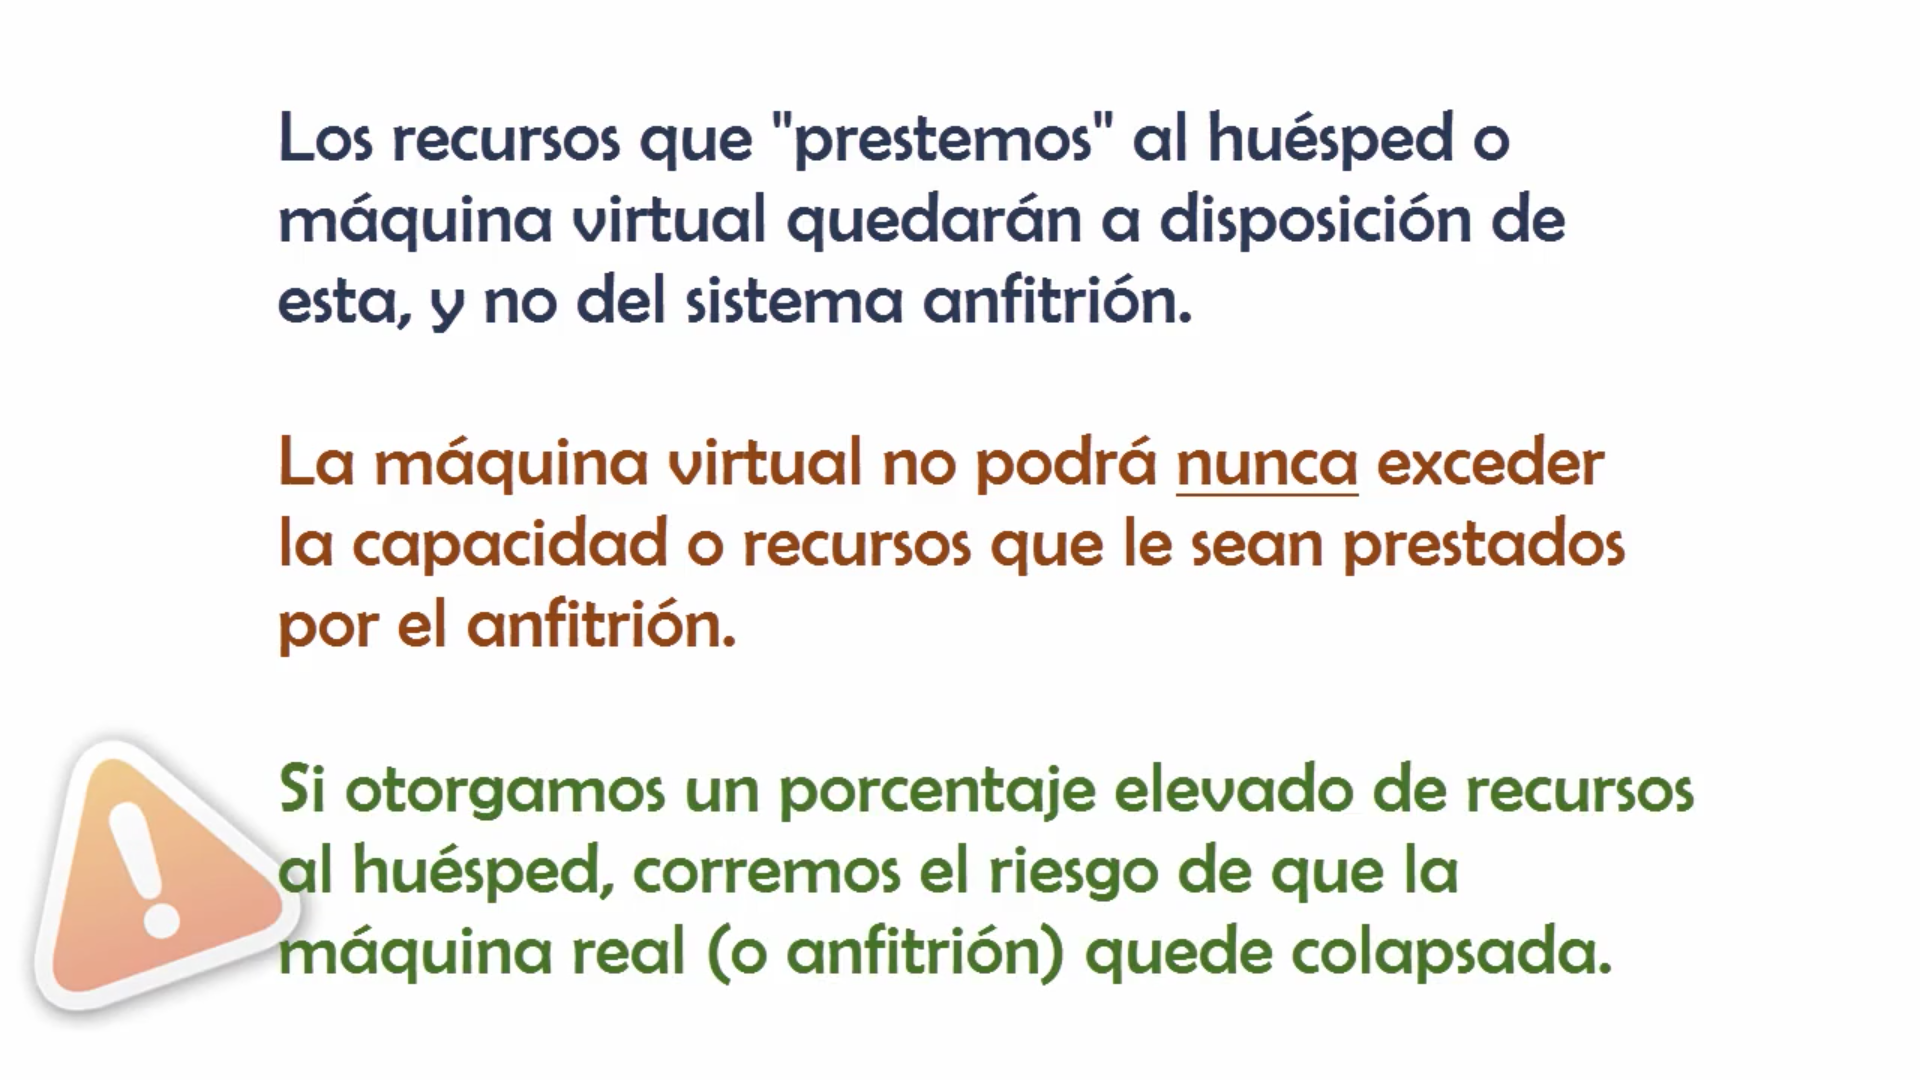 Los recursos que "prestemos" al huésped o
máquina virtual quedarán a disposición de
esta, y no del sistema anfitrión.
La máquina virtual no podrá nunca exceder
la capacidad o recursos que le sean prestados
por el anfitrión.
Si otorgamos un porcentaje elevado de recursos
al huésped, corremos el riesgo de que la
máquina real (o anfitrión) quede colapsada.